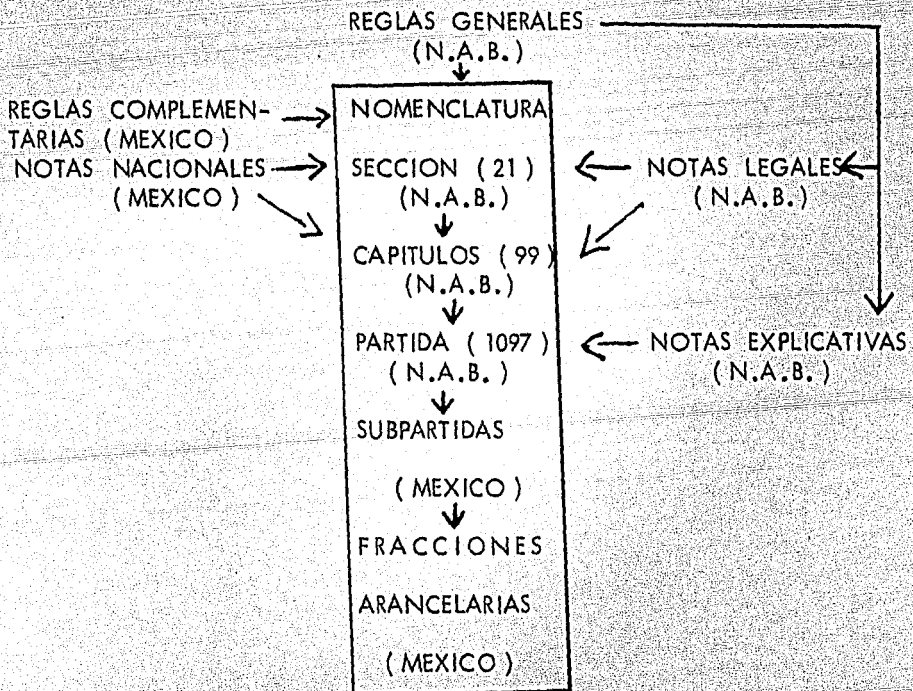 REGLAS GENERALES
(N.A.B.)
REGLAS COMPLEMEN-
TARIAS (MEXICO)
NOTAS NACIONALES
(MEXICO)
NOMENCLATURA
SECCION (21)
(N.A.B.)
CAPITULOS (99)
(N.A.B.)
PARTIDA (1097)
(N.A.B.)
SUBPARTIDAS
(MEXICO)
FRACCIONES
ARANCELARIAS
(MEXICO)
NOTAS LEGALES
(N.A.B.)
NOTAS EXPLICATIVAS
(N.A.B.)